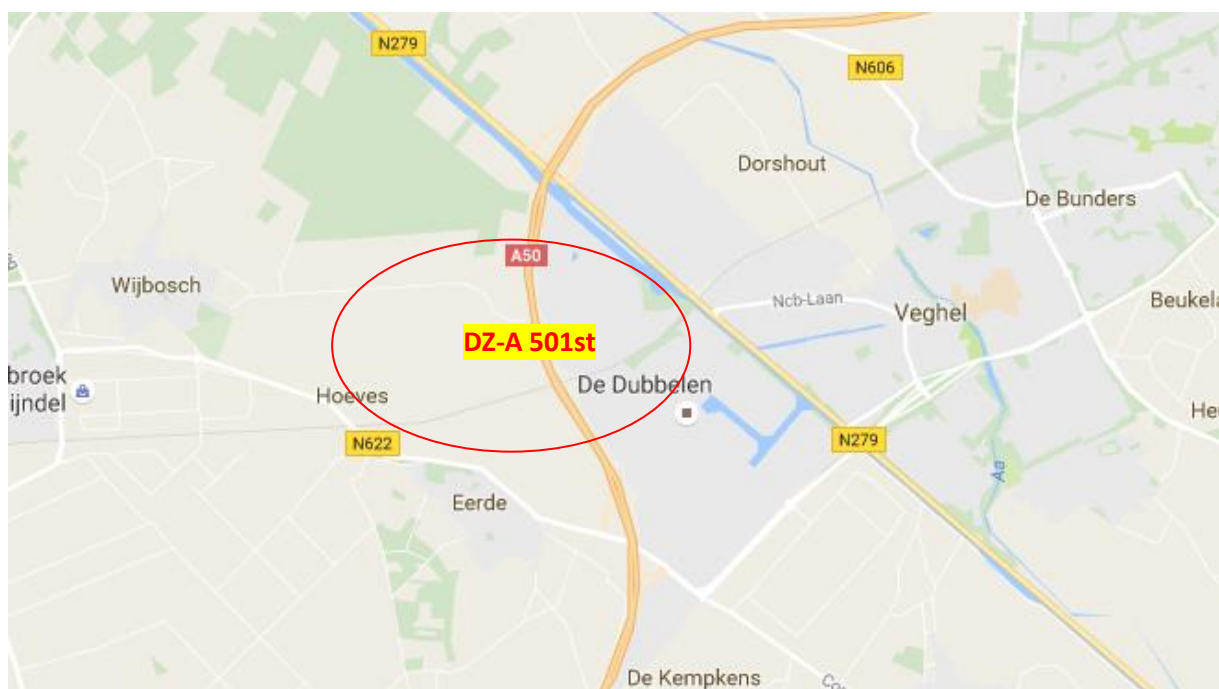 N279
N606
Dorshout
De Bunders
A50
Wijbosch
Ncb-Laan
Veghel
Beukela
DZ-A 501st
broek
ijndel
De Dubbelen
Hoeves
N622
N279
Eerde
Aa
De Kempkens